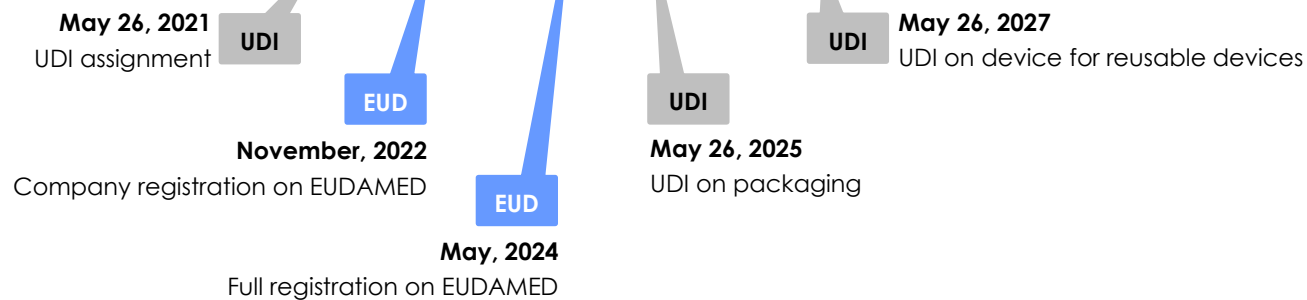 May 26, 2021
UDI assignment
UDI
EUD
November, 2022
Company registration on EUDAMED
EUD
May, 2024
Full registration on EUDAMED
UDI
May 26, 2025
UDI on packaging
UDI
May 26, 2027
UDI on device for reusable devices